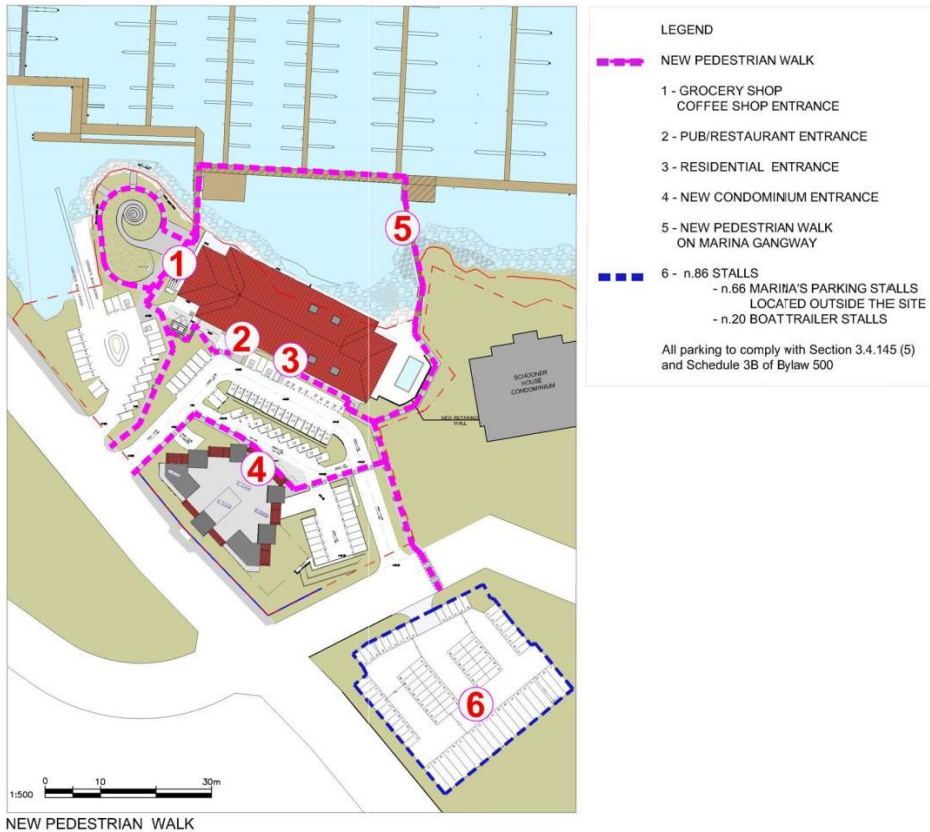 LEGEND
NEW PEDESTRIAN WALK
1 - GROCERY SHOP
COFFEE SHOP ENTRANCE
2 - PUB/RESTAURANT ENTRANCE
3 - RESIDENTIAL ENTRANCE
4 - NEW CONDOMINIUM ENTRANCE
5 - NEW PEDESTRIAN WALK
ON MARINA GANGWAY
6 - n.86 STALLS
- n.66 MARINA'S PARKING STALLS
LOCATED OUTSIDE THE SITE
- n.20 BOAT TRAILER STALLS
All parking to comply with Section 3.4.145 (5)
and Schedule 3B of Bylaw 500
5
1
2
3
SCHOONER
HOUSE
CONDOMINIUM
WALL
4
6
0 10 30m
1:500
NEW PEDESTRIAN WALK